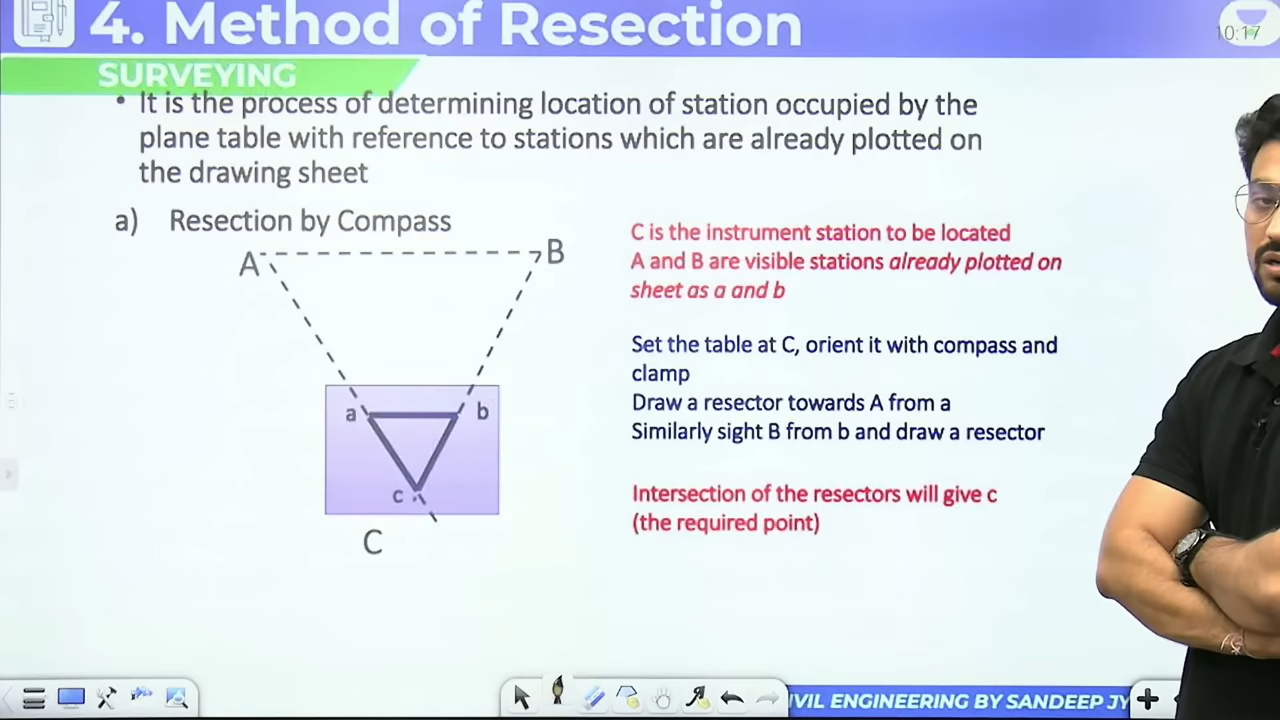 4. Method of Resection
10:17
SURVEYING
• It is the process of determining location of station occupied by the
plane table with reference to stations which are already plotted on
the drawing sheet
a) Resection by Compass
A
B
a
b
c
C
C is the instrument station to be located
A and B are visible stations already plotted on
sheet as a and b
Set the table at C, orient it with compass and
clamp
Draw a resector towards A from a
Similarly sight B from b and draw a resector
Intersection of the resectors will give c
(the required point)
IVIL ENGINEERING BY SANDEEP JY